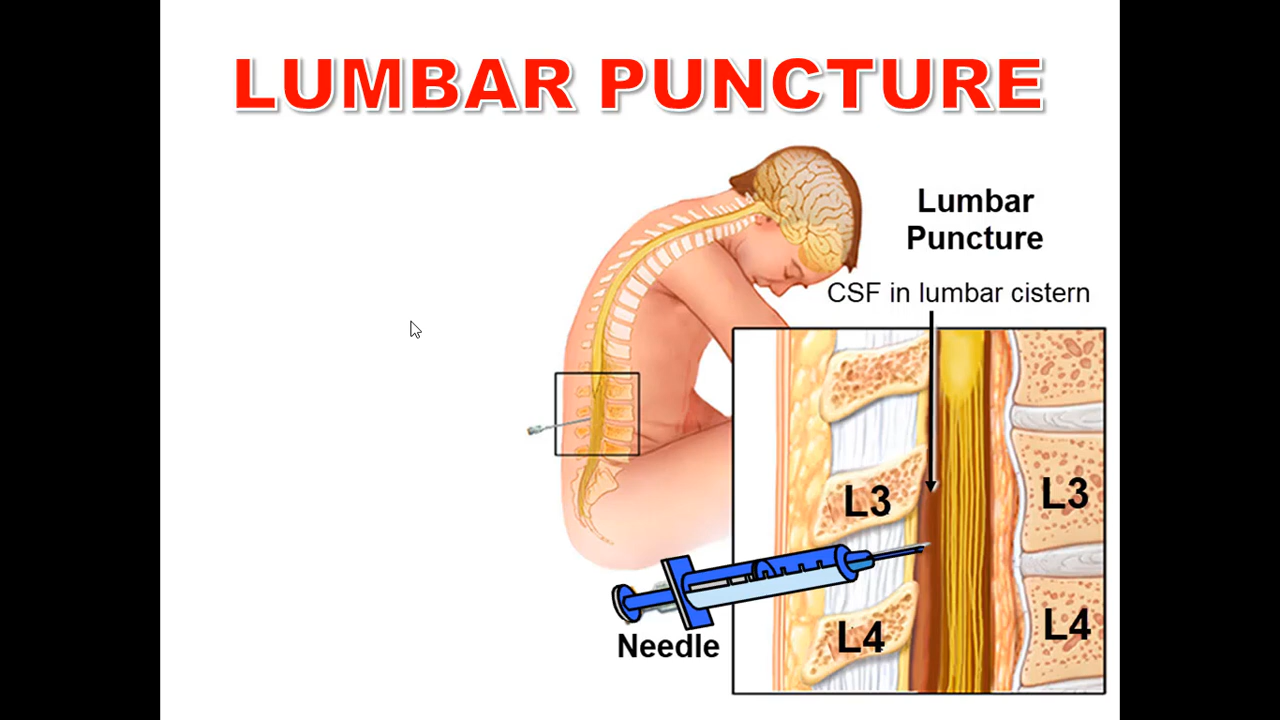 LUMBAR PUNCTURE
Lumbar
Puncture
CSF in lumbar cistern
L3
L3
L4
L4
Needle